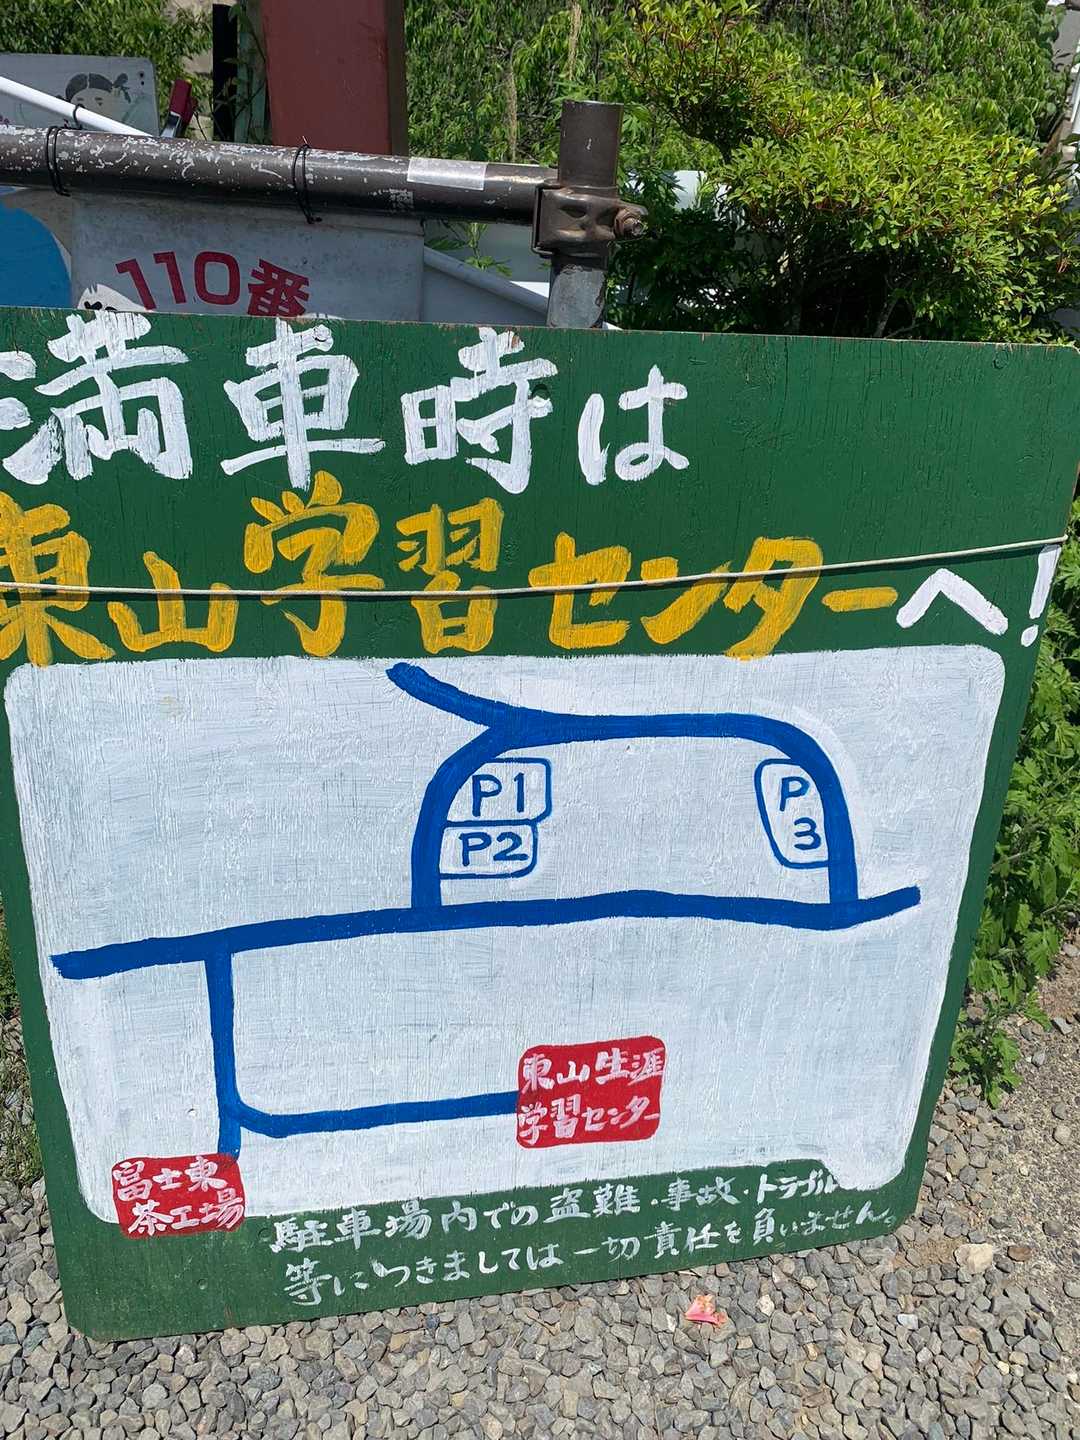 110番
満車時は
東山学習センターへ!
P1
P2
P
3
東山生涯
学習センター
富士東
茶工場
駐車場内での盗難・事故・トラブル
等につきましては一切責任を負いません。